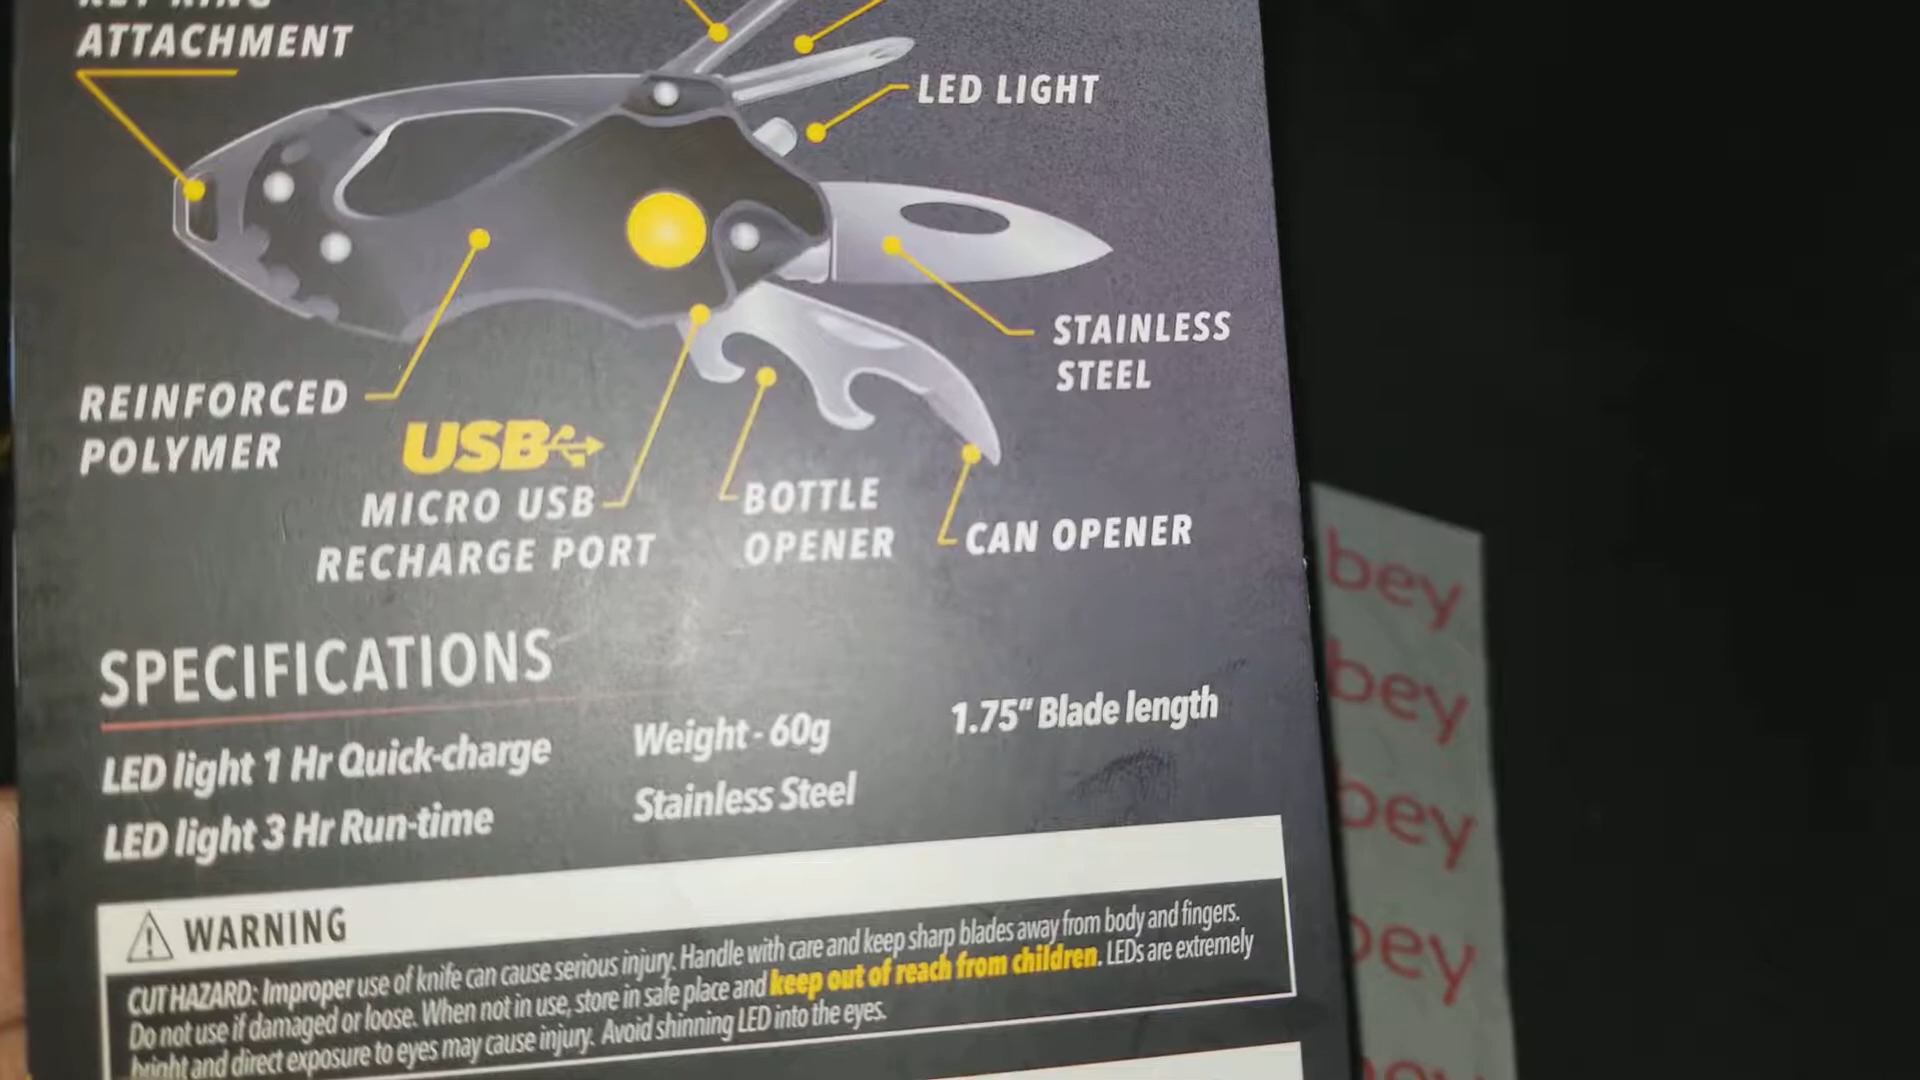 KEY RING
ATTACHMENT
LED LIGHT
STAINLESS
STEEL
REINFORCED
POLYMER
USB
MICRO USB
RECHARGE PORT
BOTTLE
OPENER
CAN OPENER
SPECIFICATIONS
LED light 1 Hr Quick-charge
LED light 3 Hr Run-time
Weight - 60g
Stainless Steel
1.75" Blade length
WARNING
CUT HAZARD: Improper use of knife can cause serious injury. Handle with care and keep sharp blades away from body and fingers.
Do not use if damaged or loose. When not in use, store in safe place and keep out of reach from children. LEDs are extremely
bright and direct exposure to eyes may cause injury. Avoid shinning LED into the eyes.
bey
bey
bey
bey